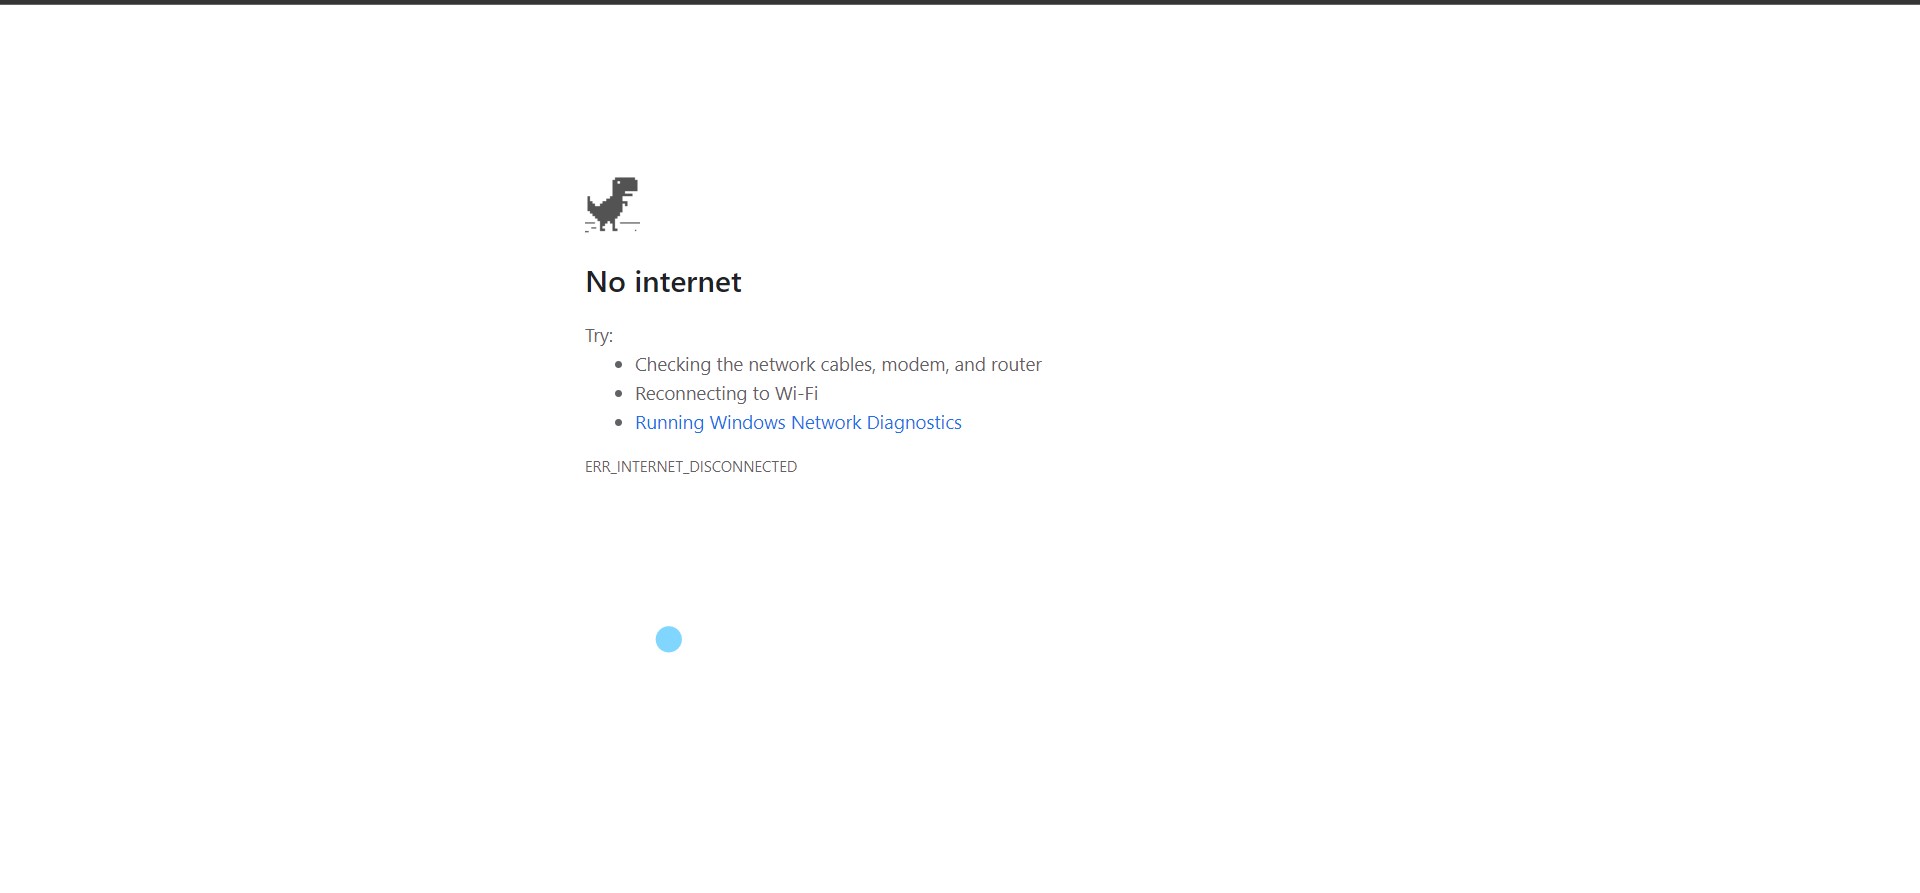 No internet
Try:
Checking the network cables, modem, and router
Reconnecting to Wi-Fi
Running Windows Network Diagnostics
ERR_INTERNET_DISCONNECTED